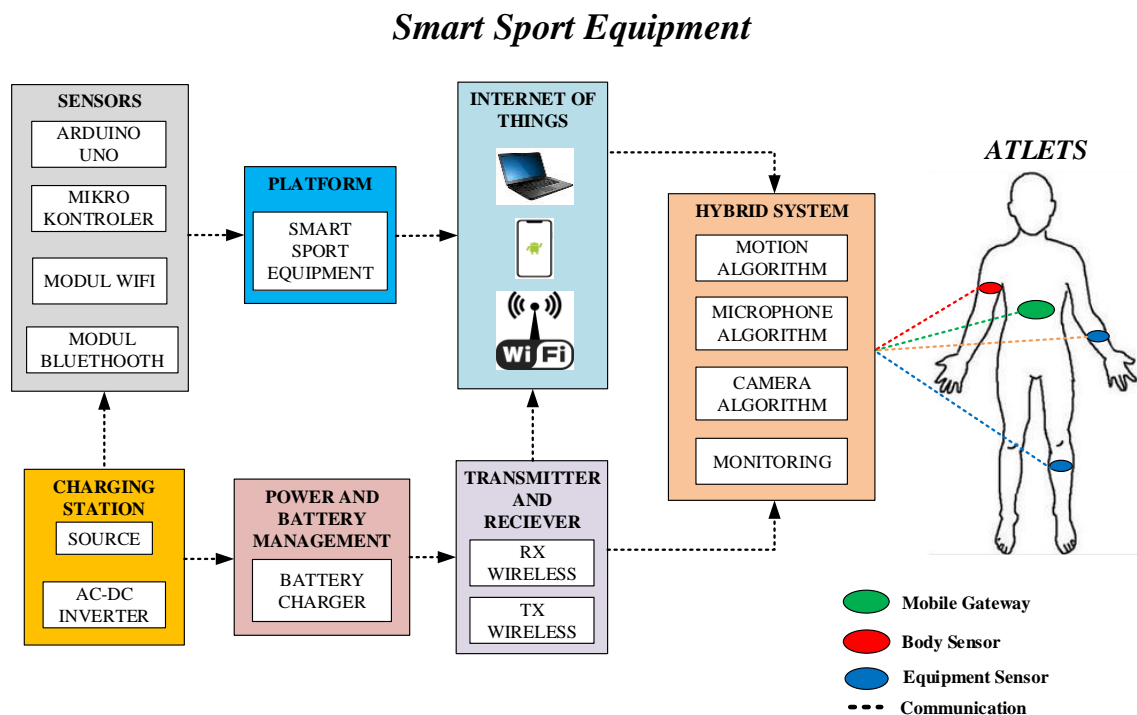 Smart Sport Equipment
SENSORS
ARDUINO
UNO
MIKRO
KONTROLER
MODUL WIFI
MODUL
BLUETHOOTH
PLATFORM
SMART
SPORT
EQUIPMENT
INTERNET OF
THINGS
Wi Fi
HYBRID SYSTEM
MOTION
ALGORITHM
MICROPHONE
ALGORITHM
CAMERA
ALGORITHM
MONITORING
ATLETS
CHARGING
STATION
SOURCE
AC-DC
INVERTER
POWER AND
BATTERY
MANAGEMENT
BATTERY
CHARGER
TRANSMITTER
AND
RECIEVER
RX
WIRELESS
TX
WIRELESS
Mobile Gateway
Body Sensor
Equipment Sensor
Communication